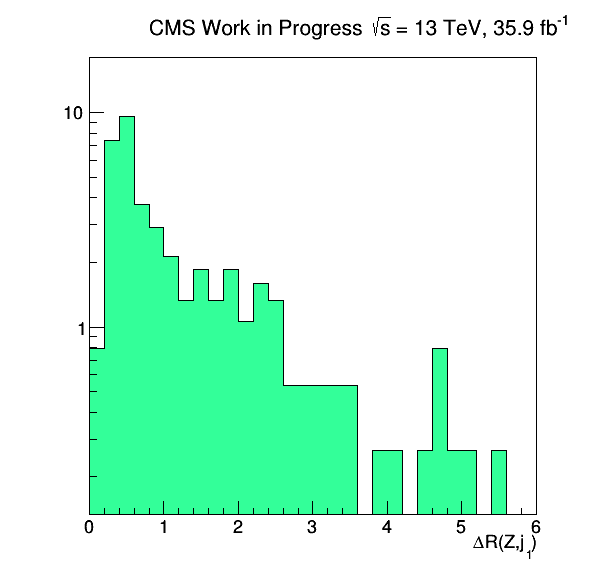 CMS Work in Progress √s = 13 TeV, 35.9 fb⁻¹
10
1
0 1 2 3 4 5 6
ΔR(Z,j₁)